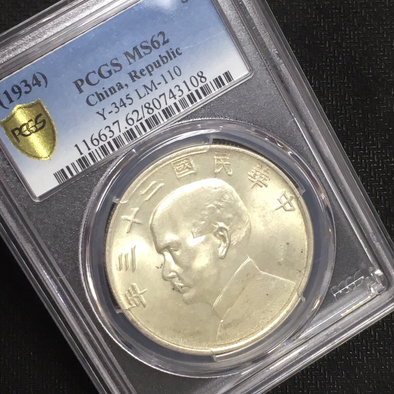 (1934)
PCGS MS62
China, Republic
Y-345 LM-110
116637.62/80743108
PCGS
年三十二國民華中